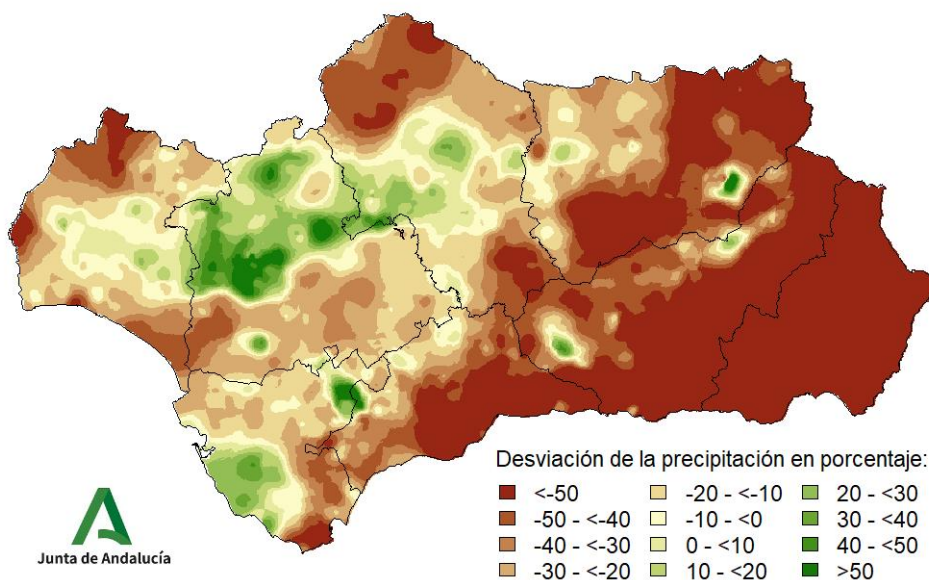 Desviación de la precipitación en porcentaje:
<-50 -20 - <-10 20 - <30
-50 - <-40 -10 - <0 30 - <40
-40 - <-30 0 - <10 40 - <50
-30 - <-20 10 - <20 >50
Junta de Andalucía